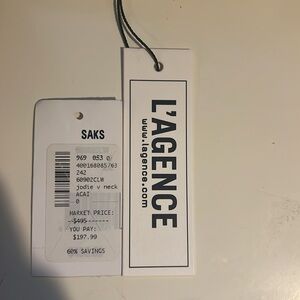 SAKS
969 053 0/
400168085763
242
60902CLW
jodie v neck
ACAI
0
MARKET PRICE:
$495
YOU PAY:
$197.99
60% SAVINGS
L'AGENCE
www.lagence.com